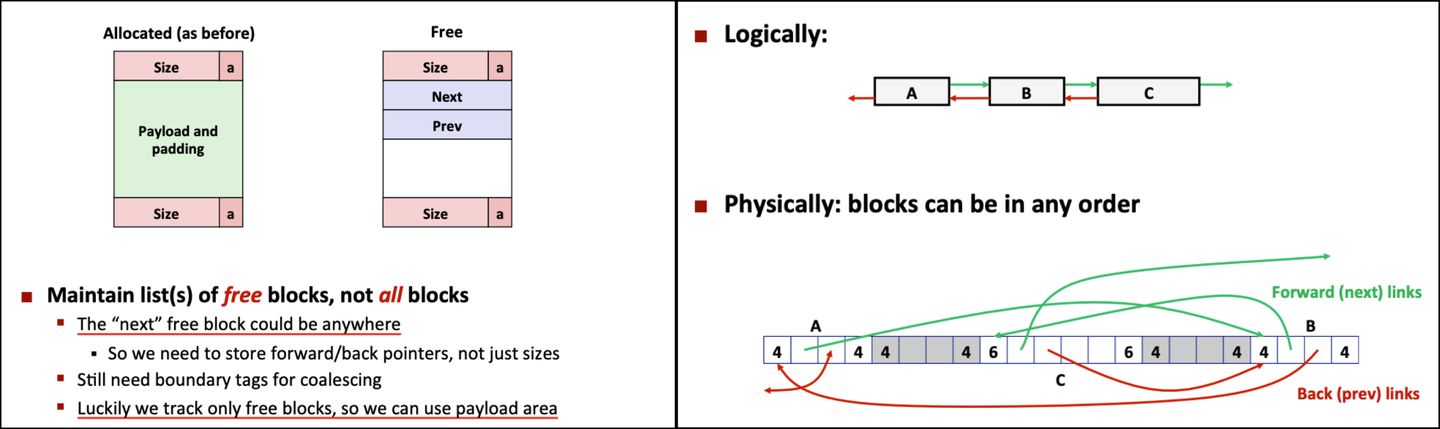 Allocated (as before)
Size a
Payload and
padding
Size a
Free
Size a
Next
Prev
Size a
Maintain list(s) of free blocks, not all blocks
The “next” free block could be anywhere
So we need to store forward/back pointers, not just sizes
Still need boundary tags for coalescing
Luckily we track only free blocks, so we can use payload area
Logically:
A B C
Physically: blocks can be in any order
Forward (next) links
A B
4 4 4 4 6 6 4 4 4 4
C
Back (prev) links